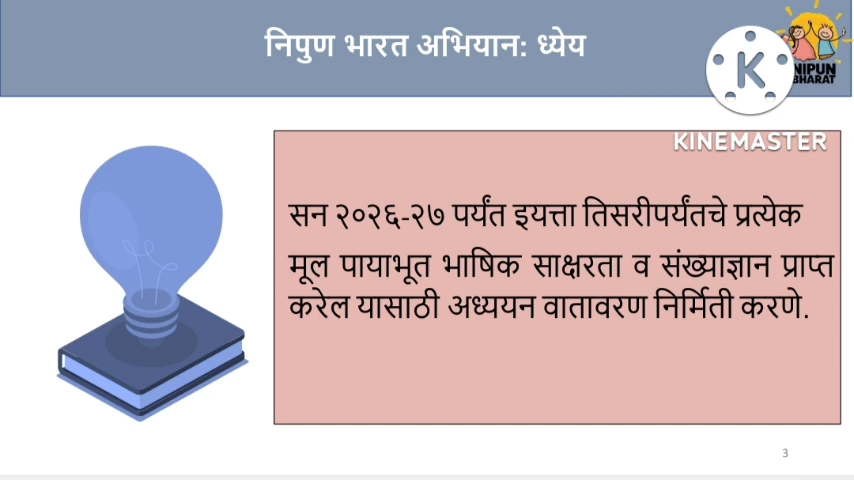 निपुण भारत अभियान: ध्येय
K
NIPUN
BHARAT
KINEMASTER
सन २०२६-२७ पर्यंत इयत्ता तिसरीपर्यंतचे प्रत्येक
मूल पायाभूत भाषिक साक्षरता व संख्याज्ञान प्राप्त
करेल यासाठी अध्ययन वातावरण निर्मिती करणे.
3